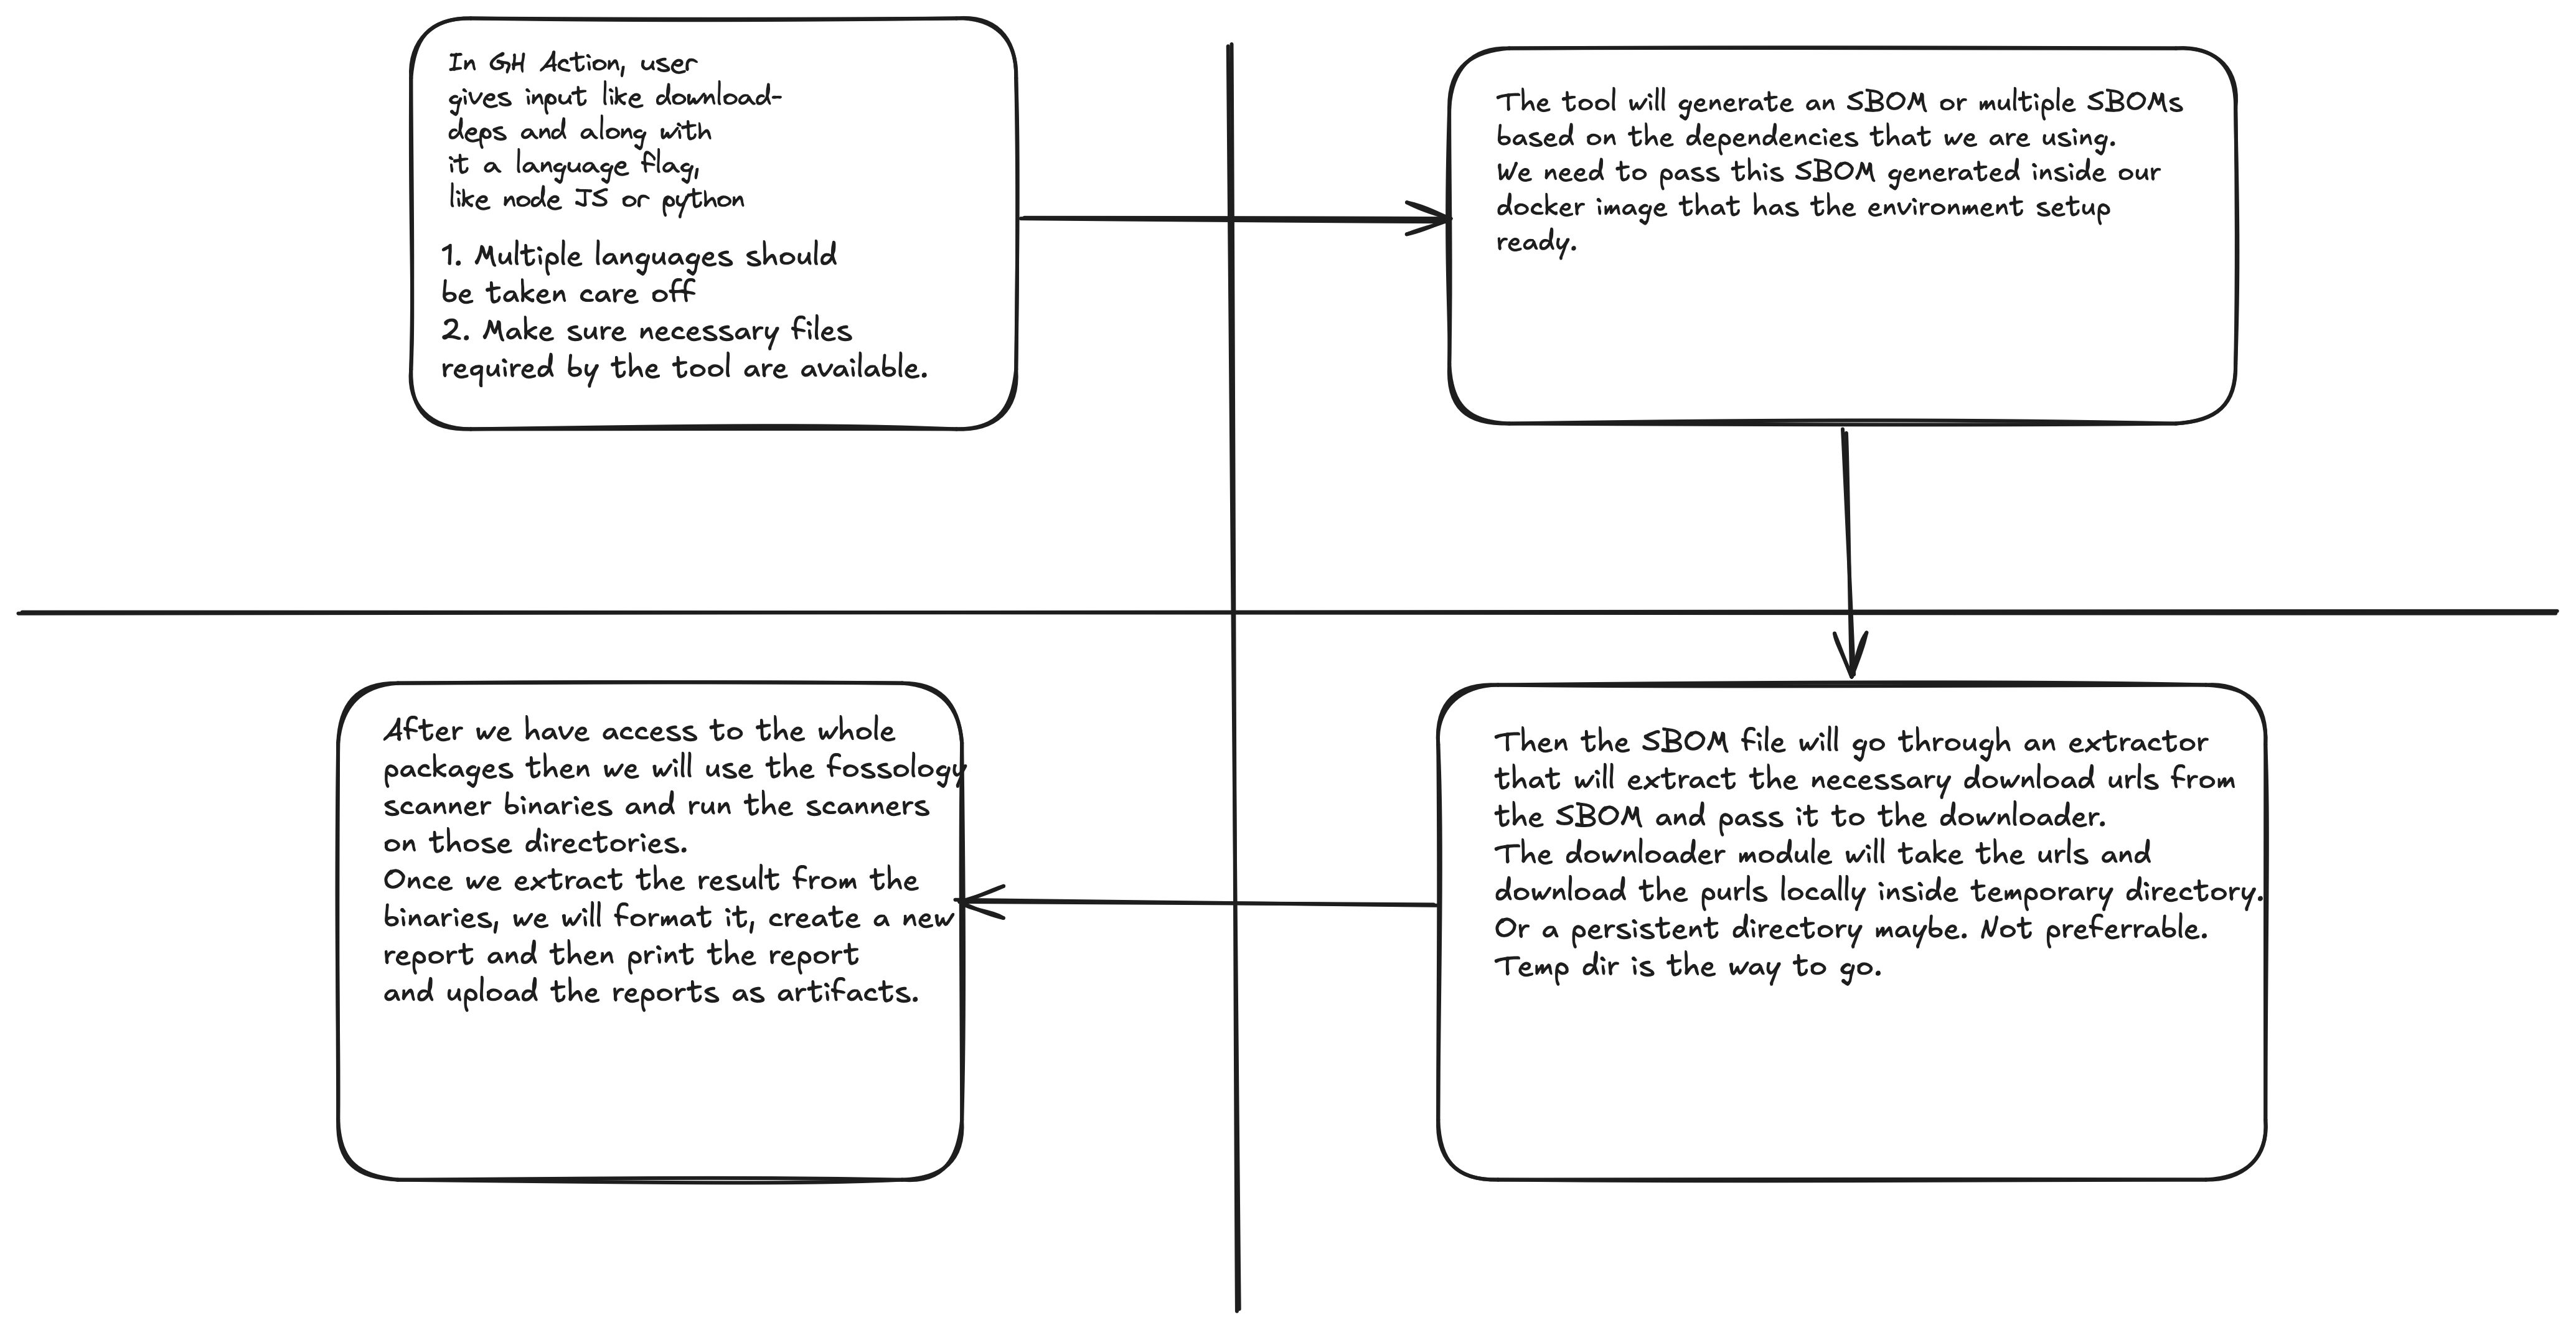 In GH Action, user
gives input like download-
deps and along with
it a language flag,
like node JS or python
1. Multiple languages should
be taken care off
2. Make sure necessary files
required by the tool are available.
The tool will generate an SBOM or multiple SBOMs
based on the dependencies that we are using.
We need to pass this SBOM generated inside our
docker image that has the environment setup
ready.
Then the SBOM file will go through an extractor
that will extract the necessary download urls from
the SBOM and pass it to the downloader.
The downloader module will take the urls and
download the purls locally inside temporary directory.
Or a persistent directory maybe. Not preferrable.
Temp dir is the way to go.
After we have access to the whole
packages then we will use the fossology
scanner binaries and run the scanners
on those directories.
Once we extract the result from the
binaries, we will format it, create a new
report and then print the report
and upload the reports as artifacts.